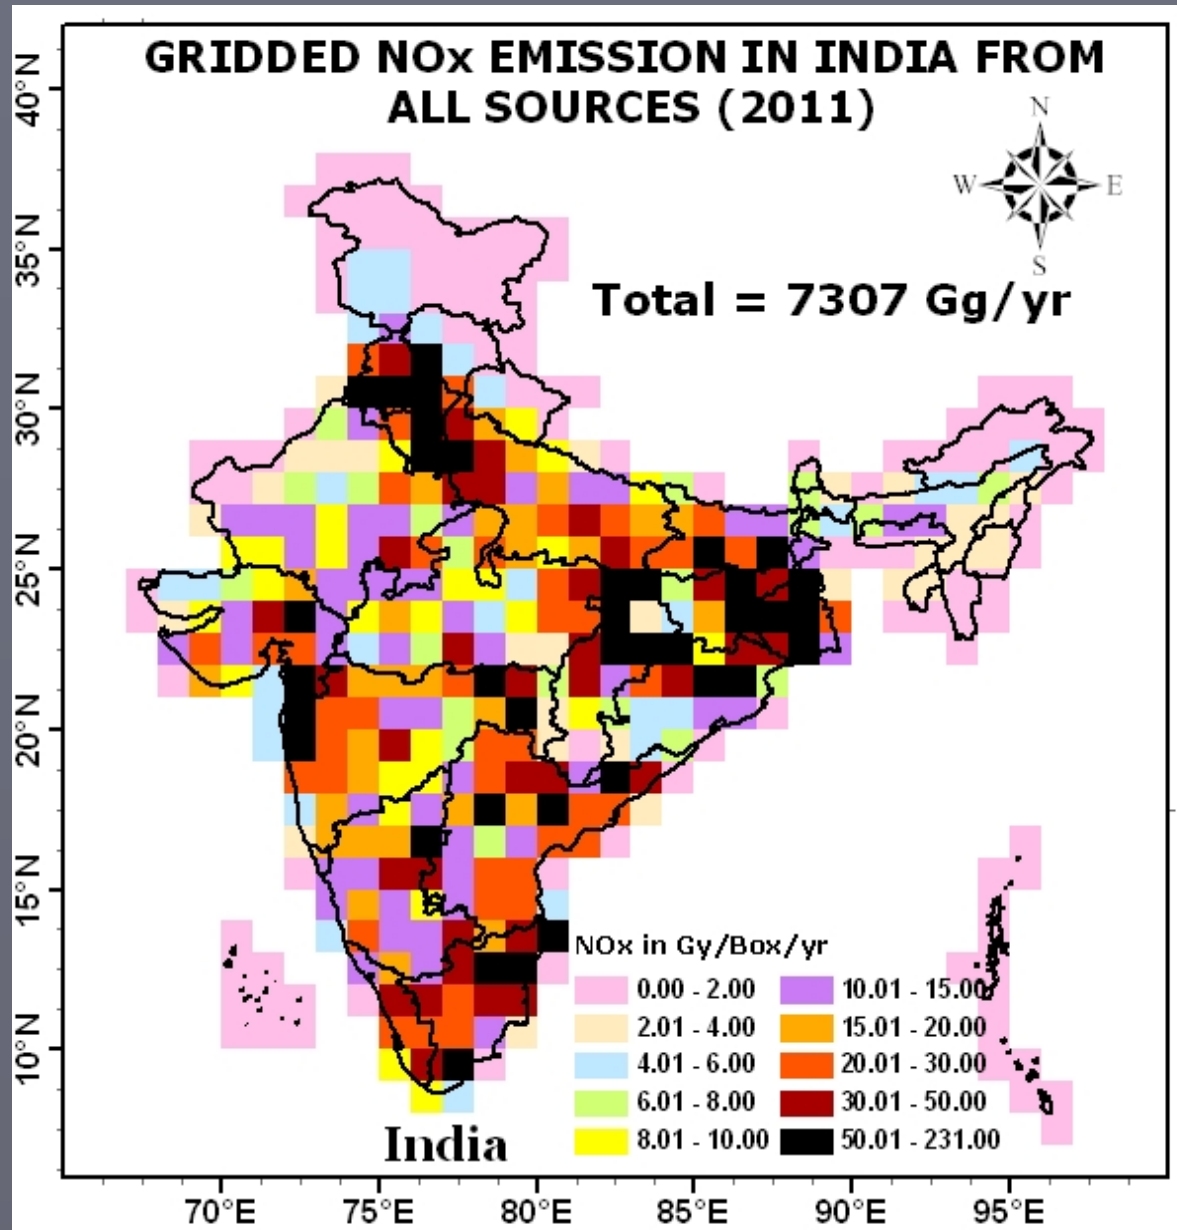 GRIDDED NOx EMISSION IN INDIA FROM
ALL SOURCES (2011)
N
W E
S
Total = 7307 Gg/yr
40°N
35°N
30°N
25°N
20°N
15°N
10°N
NOx in Gy/Box/yr
0.00 - 2.00 10.01 - 15.00
2.01 - 4.00 15.01 - 20.00
4.01 - 6.00 20.01 - 30.00
6.01 - 8.00 30.01 - 50.00
8.01 - 10.00 50.01 - 231.00
India
70°E 75°E 80°E 85°E 90°E 95°E